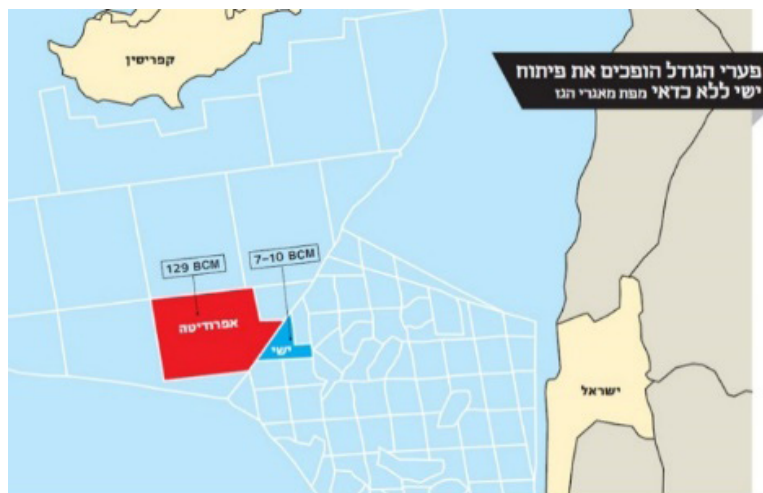 פערי הגודל הופכים את פיתוח
ישי ללא כדאי מפת מאגרי הגז
קפריסין
129 BCM
7-10 BCM
אפרודיטה
ישי
ישראל